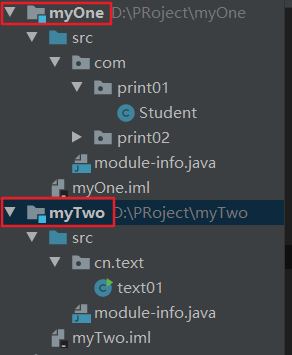 myOne D:\PRoject\myOne
src
com
print01
Student
print02
module-info.java
myOne.iml
myTwo D:\PRoject\myTwo
src
cn.text
text01
module-info.java
myTwo.iml